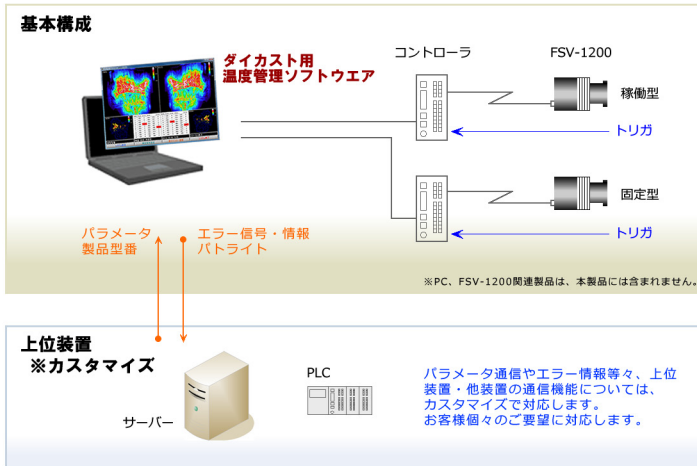 基本構成
ダイカスト用
温度管理ソフトウエア
コントローラ
FSV-1200
稼働型
トリガ
固定型
トリガ
パラメータ
製品型番
エラー信号・情報
パトライト
※PC、FSV-1200関連製品は、本製品には含まれません。
上位装置
※カスタマイズ
サーバー
PLC
パラメータ通信やエラー情報等々、上位
装置・他装置の通信機能については、
カスタマイズで対応します。
お客様個々のご要望に対応します。